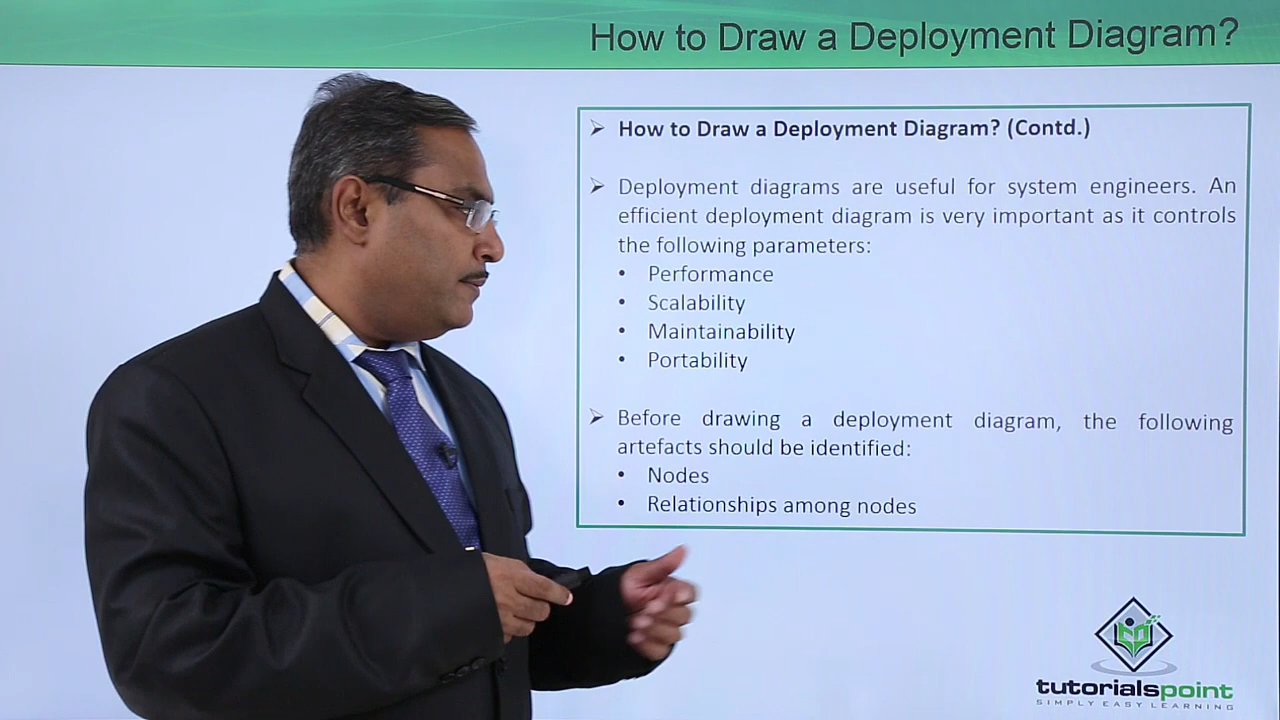 How to Draw a Deployment Diagram?
➢ How to Draw a Deployment Diagram? (Contd.)
➢ Deployment diagrams are useful for system engineers. An
efficient deployment diagram is very important as it controls
the following parameters:
• Performance
• Scalability
• Maintainability
• Portability
➢ Before drawing a deployment diagram, the following
artefacts should be identified:
• Nodes
• Relationships among nodes
tutorialspoint
SIMPLY EASY LEARNING